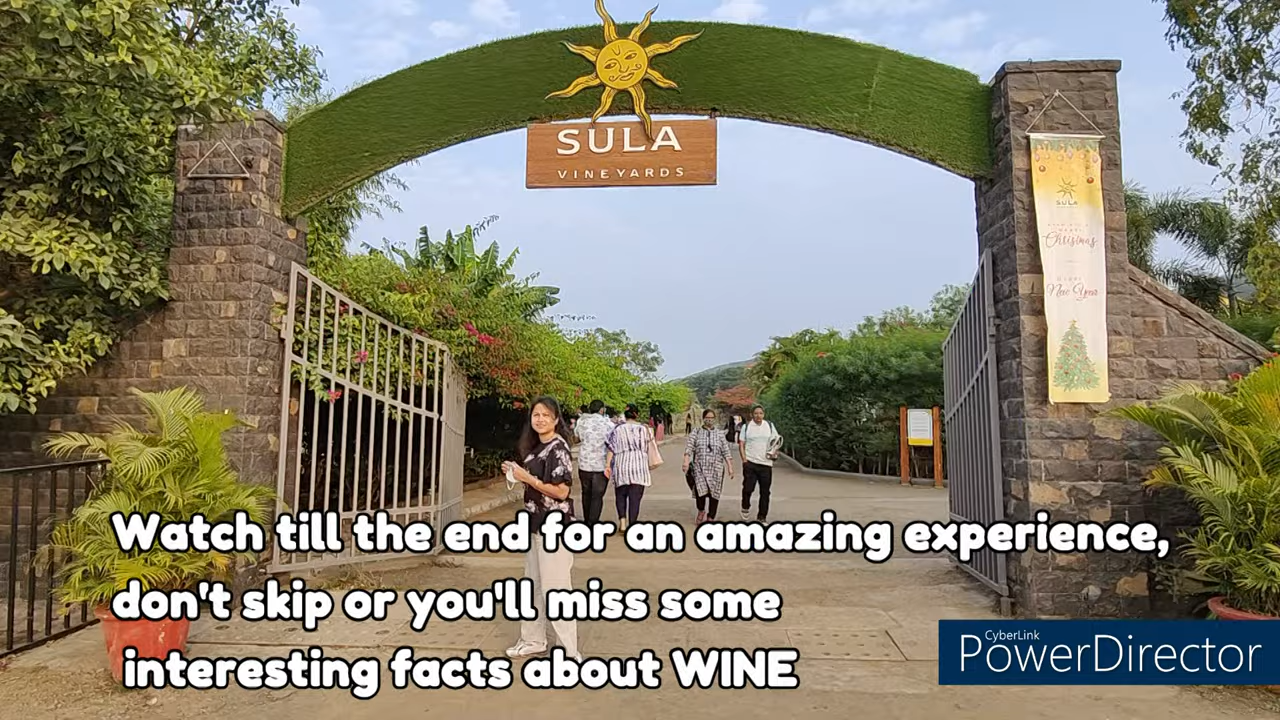 SULA
VINEYARDS
SULA
Christmas
New Year
Watch till the end for an amazing experience,
don't skip or you'll miss some
interesting facts about WINE
CyberLink
PowerDirector